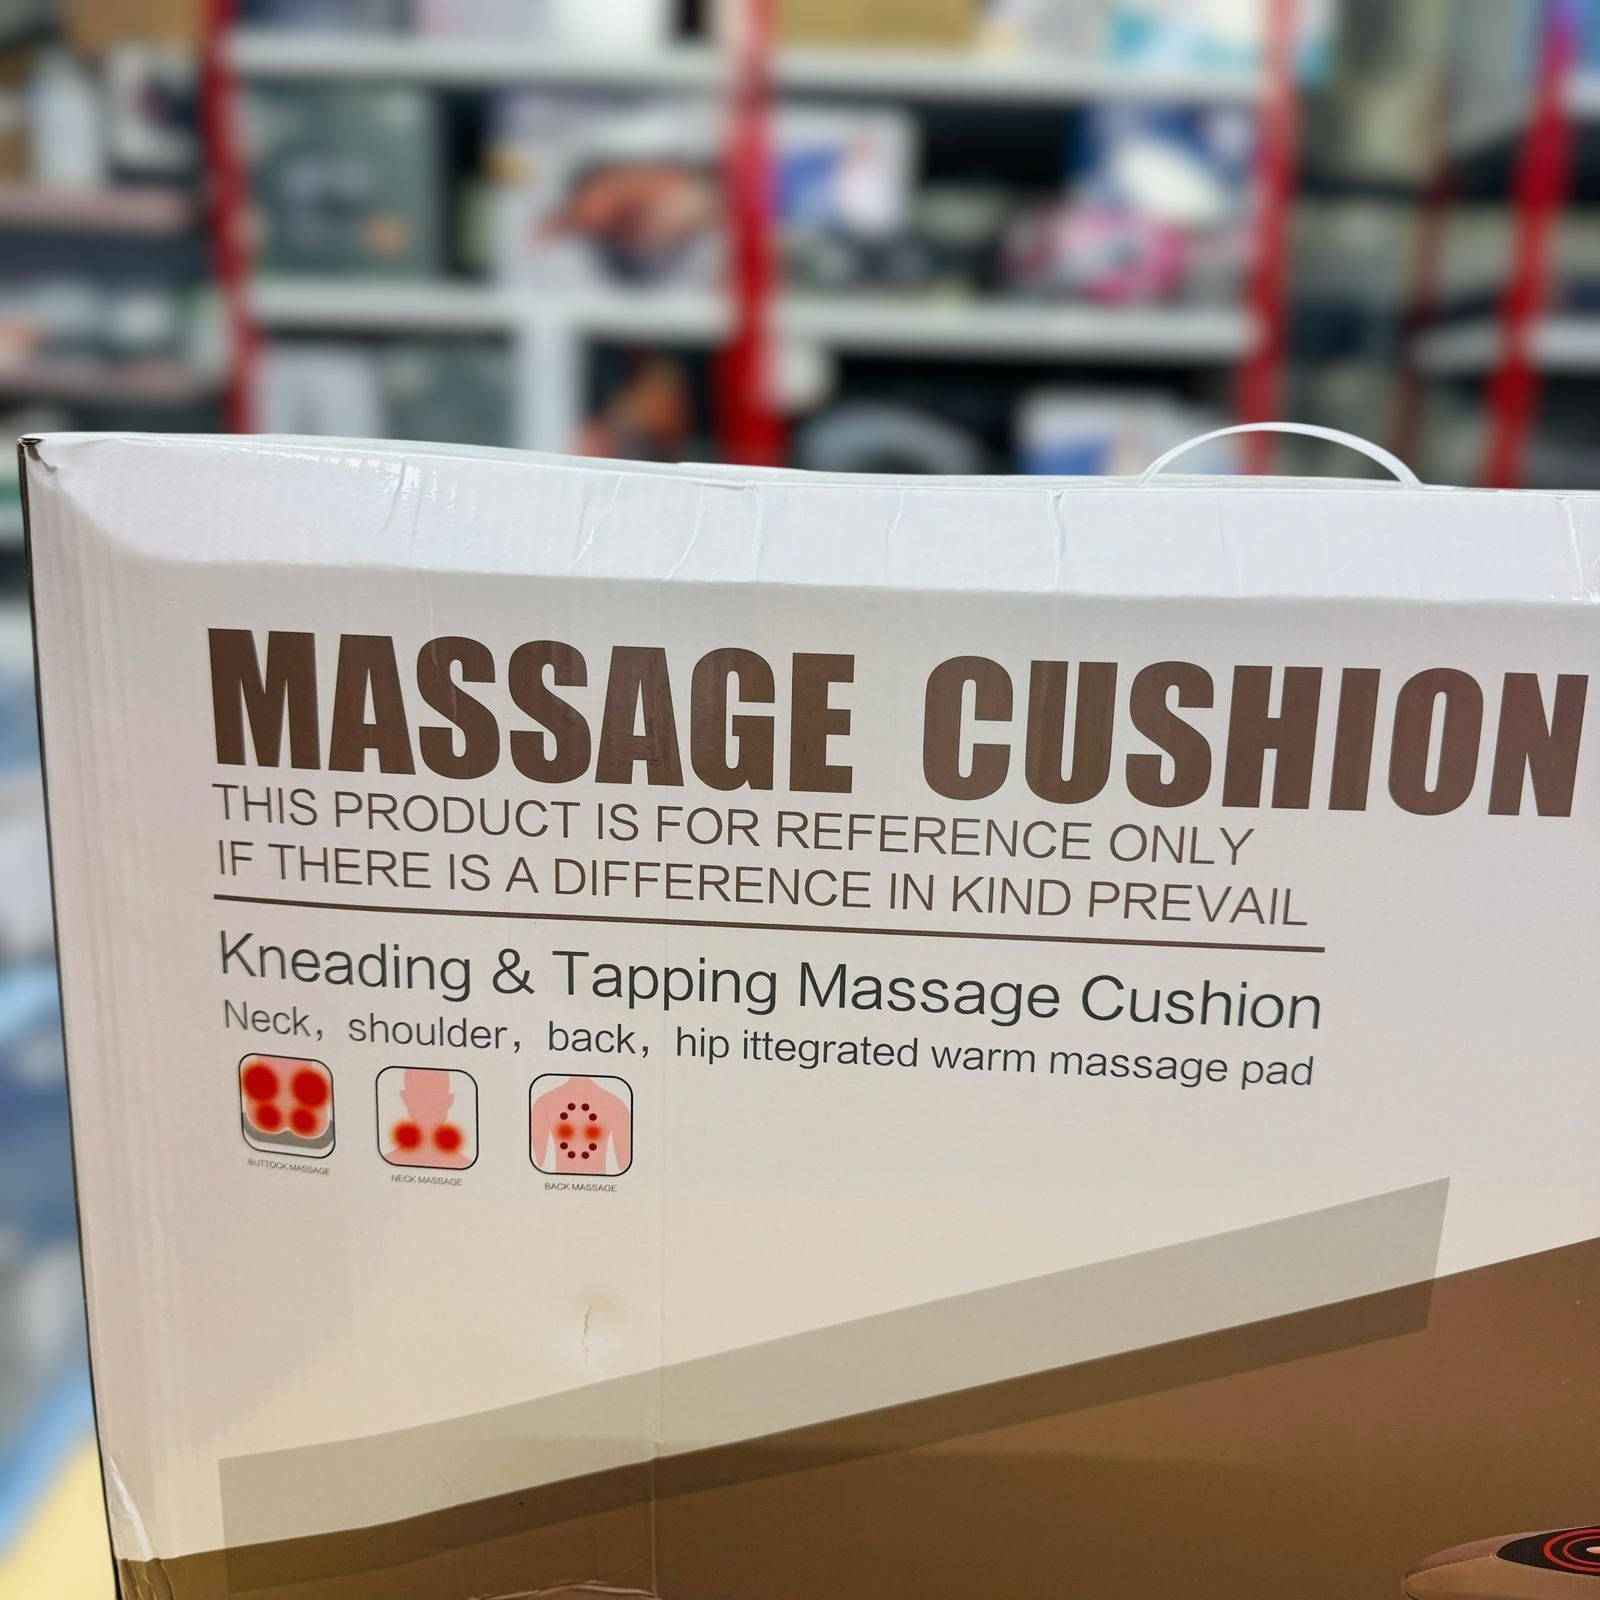 MASSAGE CUSHION
THIS PRODUCT IS FOR REFERENCE ONLY
IF THERE IS A DIFFERENCE IN KIND PREVAIL
Kneading & Tapping Massage Cushion
Neck, shoulder, back, hip ittegrated warm massage pad
BUTTOCK MASSAGE
NECK MASSAGE
BACK MASSAGE